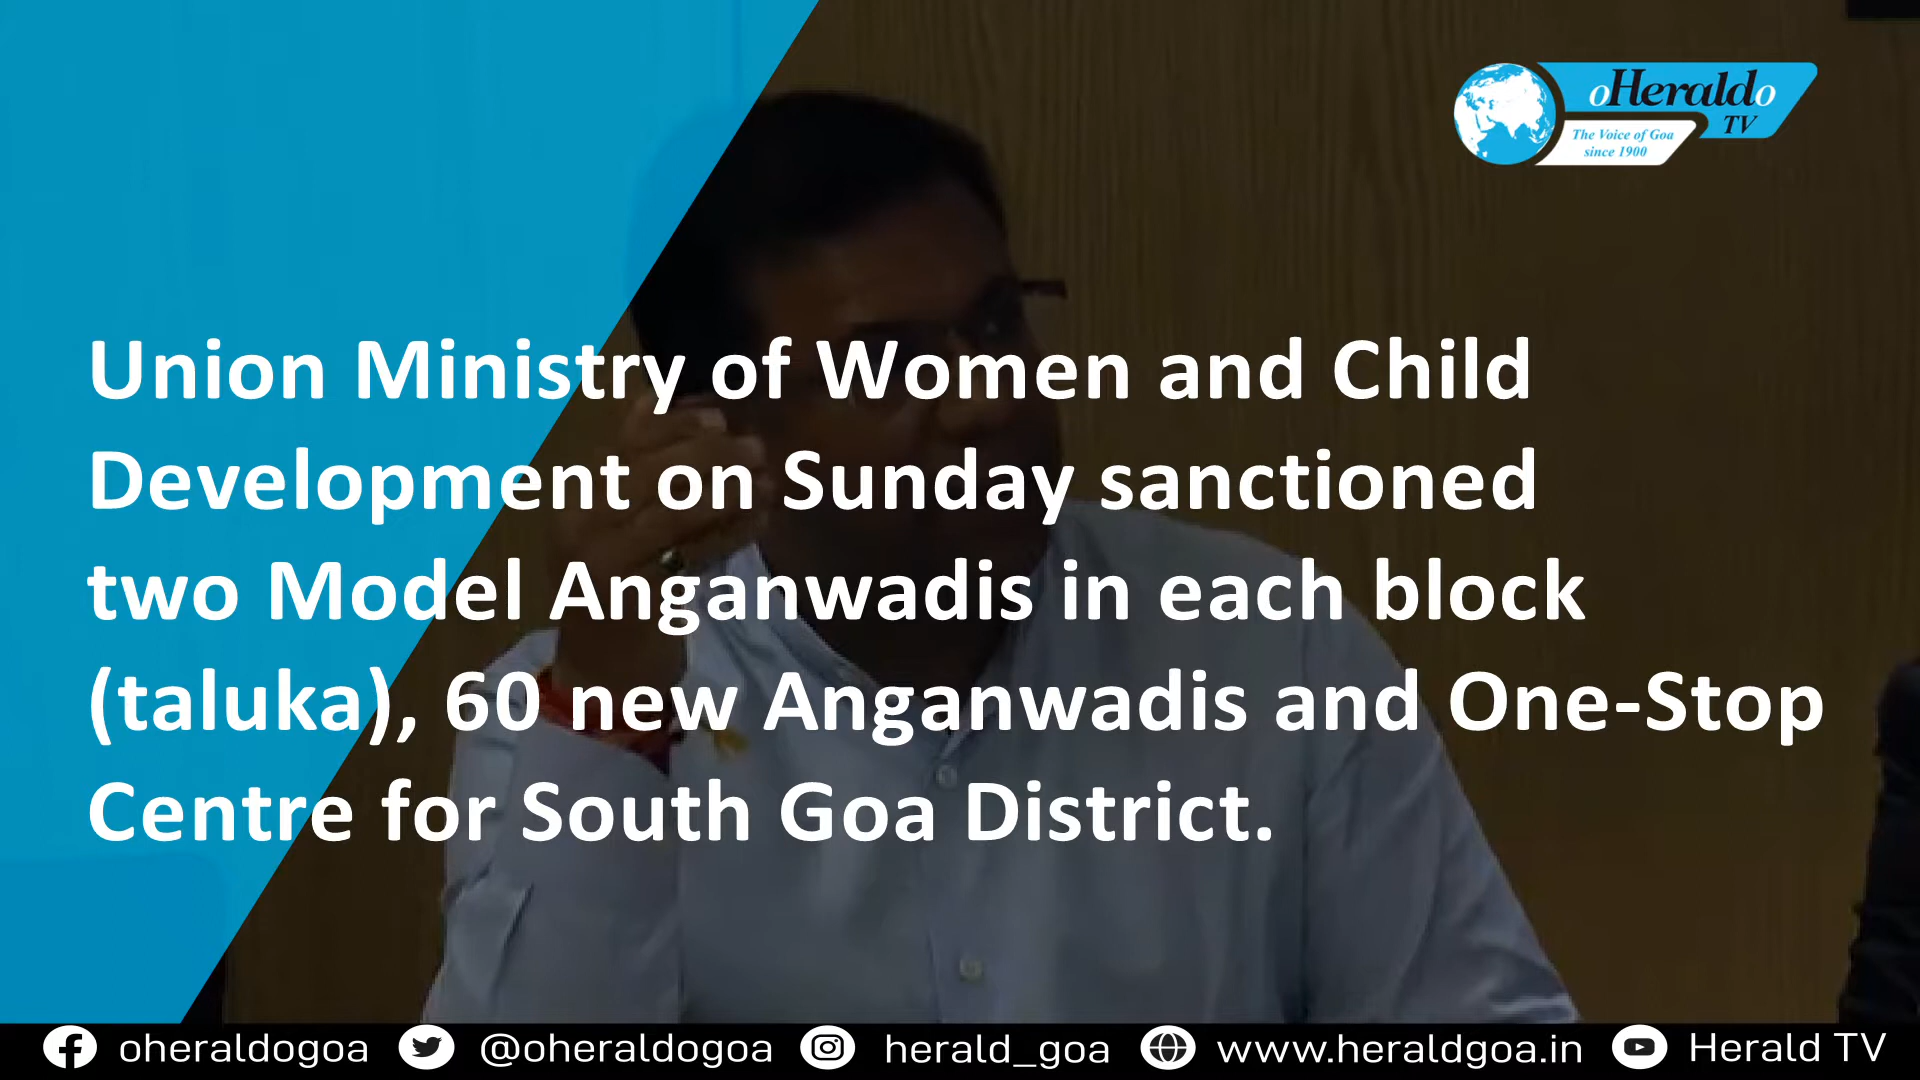 oHeraldo
TV
The Voice of Goa
since 1900
Union Ministry of Women and Child
Development on Sunday sanctioned
two Model Anganwadis in each block
(taluka), 60 new Anganwadis and One-Stop
Centre for South Goa District.
oheraldogoa @oheraldogoa herald_goa www.heraldgoa.in Herald TV